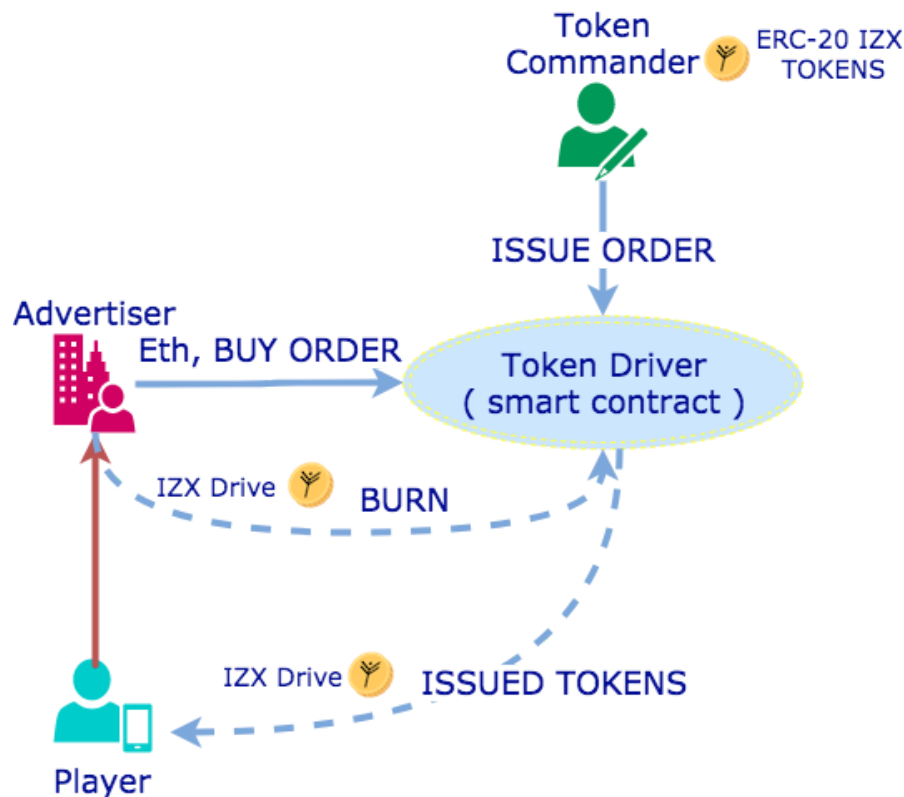 Token
Commander
ERC-20 IZX
TOKENS
ISSUE ORDER
Advertiser
Eth, BUY ORDER
Token Driver
( smart contract )
IZX Drive
BURN
IZX Drive
ISSUED TOKENS
Player